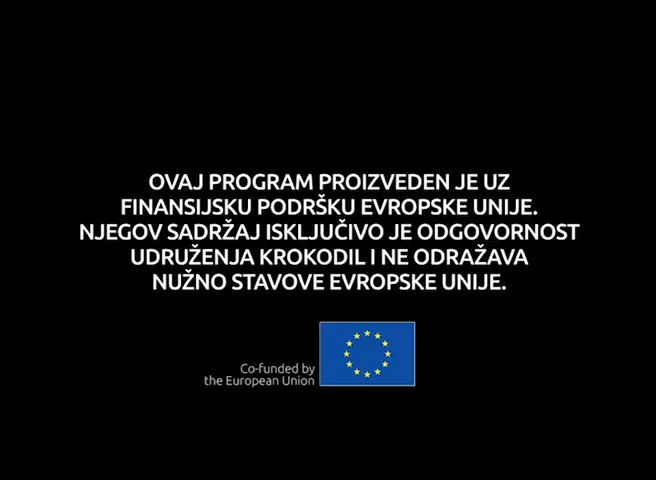 OVAJ PROGRAM PROIZVEDEN JE UZ
FINANSIJSKU PODRŠKU EVROPSKE UNIJE.
NJEGOV SADRŽAJ ISKLJUČIVO JE ODGOVORNOST
UDRUŽENJA KROKODIL I NE ODRAŽAVA
NUŽNO STAVOVE EVROPSKE UNIJE.
Co-funded by
the European Union